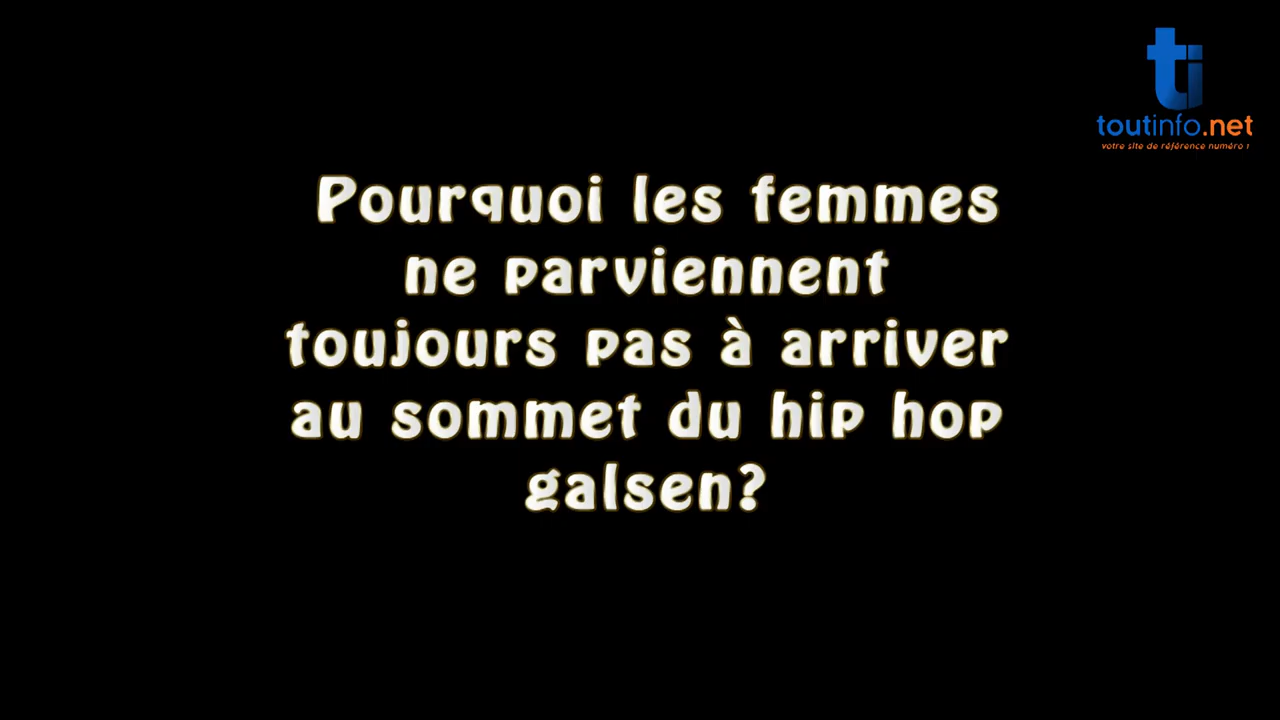 ti
toutinfo.net
votre site de référence numéro 1
Pourquoi les femmes
ne parviennent
toujours pas à arriver
au sommet du hip hop
galsen?